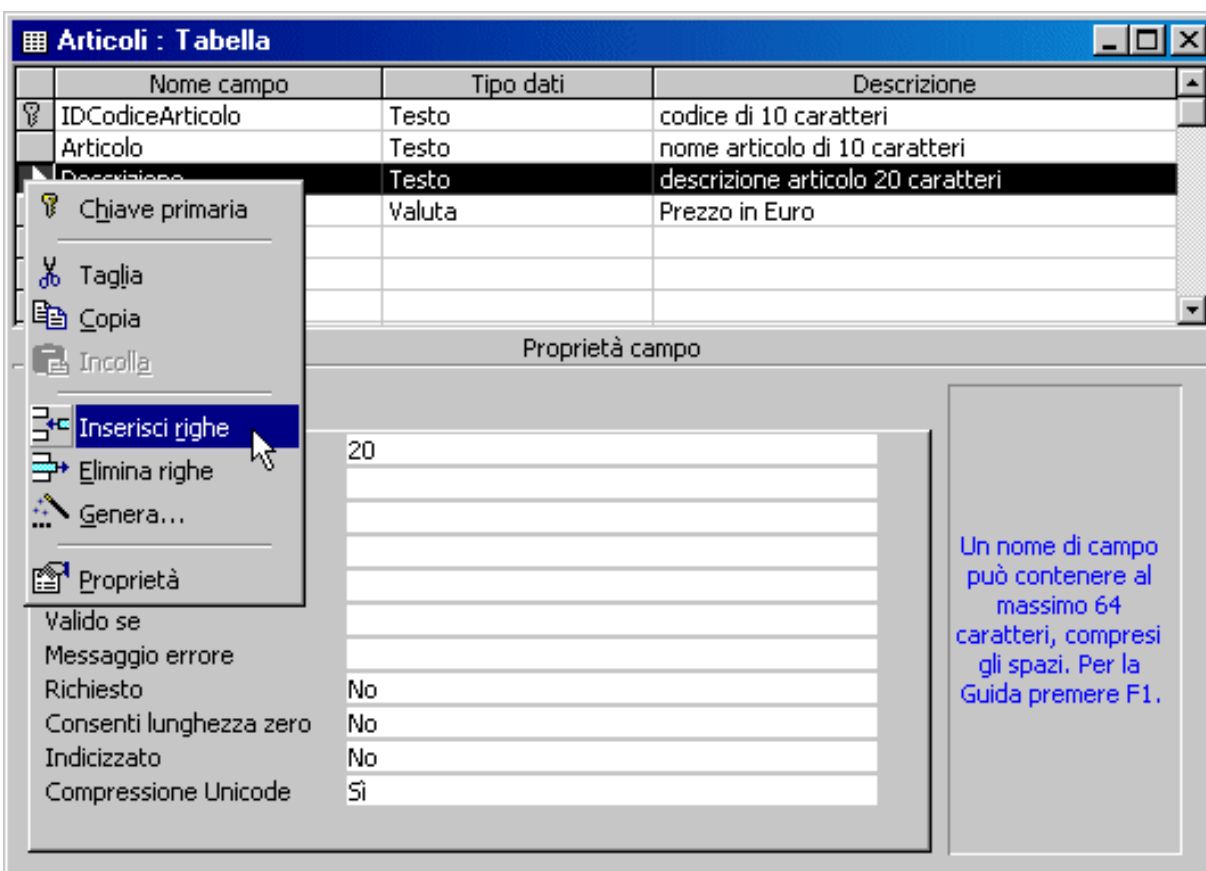 Articoli : Tabella
Nome campo Tipo dati Descrizione
IDCodiceArticolo Testo codice di 10 caratteri
Articolo Testo nome articolo di 10 caratteri
Descrizione Testo descrizione articolo 20 caratteri
Valuta Prezzo in Euro
Chiave primaria
Taglia
Copia
Incolla
Inserisci righe
Elimina righe
Genera...
Proprietà
Proprietà campo
20
Valido se
Messaggio errore
Richiesto No
Consenti lunghezza zero No
Indicizzato No
Compressione Unicode Sì
Un nome di campo
può contenere al
massimo 64
caratteri, compresi
gli spazi. Per la
Guida premere F1.